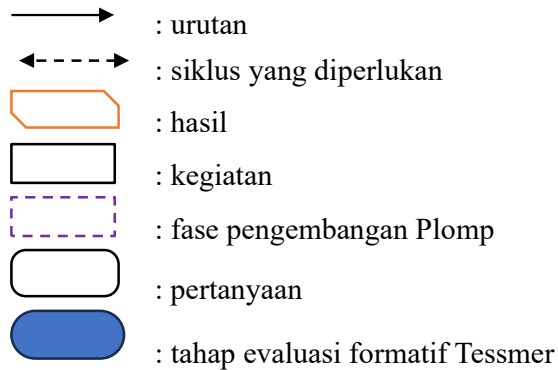 : urutan
: siklus yang diperlukan
: hasil
: kegiatan
: fase pengembangan Plomp
: pertanyaan
: tahap evaluasi formatif Tessmer